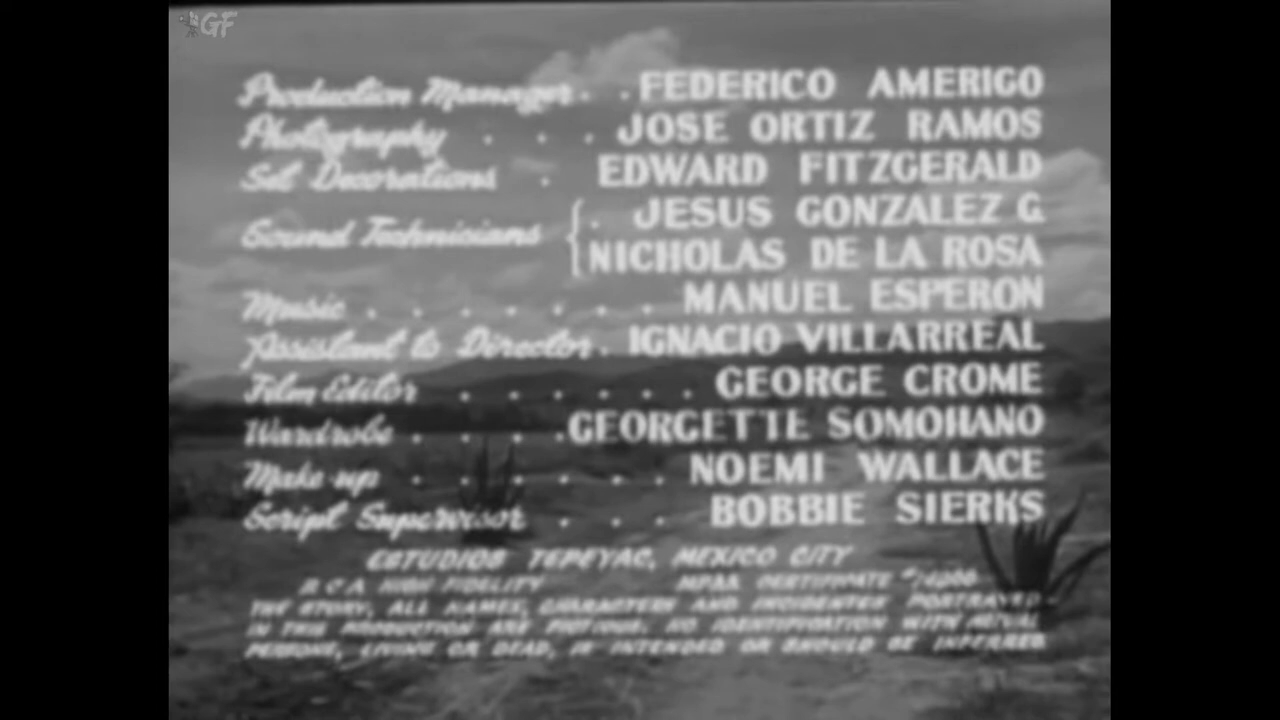 GF
Production Manager. . FEDERICO AMERIGO
Photography . . . JOSE ORTIZ RAMOS
Set Decorations . EDWARD FITZGERALD
Sound Technicians { . JESUS GONZALEZ G.
NICHOLAS DE LA ROSA
Music . . . . . . . MANUEL ESPERON
Assistant to Director. IGNACIO VILLARREAL
Film Editor . . . . . . GEORGE CROME
Wardrobe . . . . GEORGETTE SOMOHANO
Make-up . . . . . . NOEMI WALLACE
Script Supervisor . . . BOBBIE SIERKS
ESTUDIOS TEPEYAC, MEXICO CITY
R.C.A. HIGH FIDELITY MPAA CERTIFICATE
THE STORY, ALL NAMES, CHARACTERS AND INCIDENTS PORTRAYED
IN THIS PRODUCTION ARE FICTIOUS. NO IDENTIFICATION WITH ACTUAL
PERSONS, LIVING OR DEAD, IS INTENDED OR SHOULD BE INFERRED